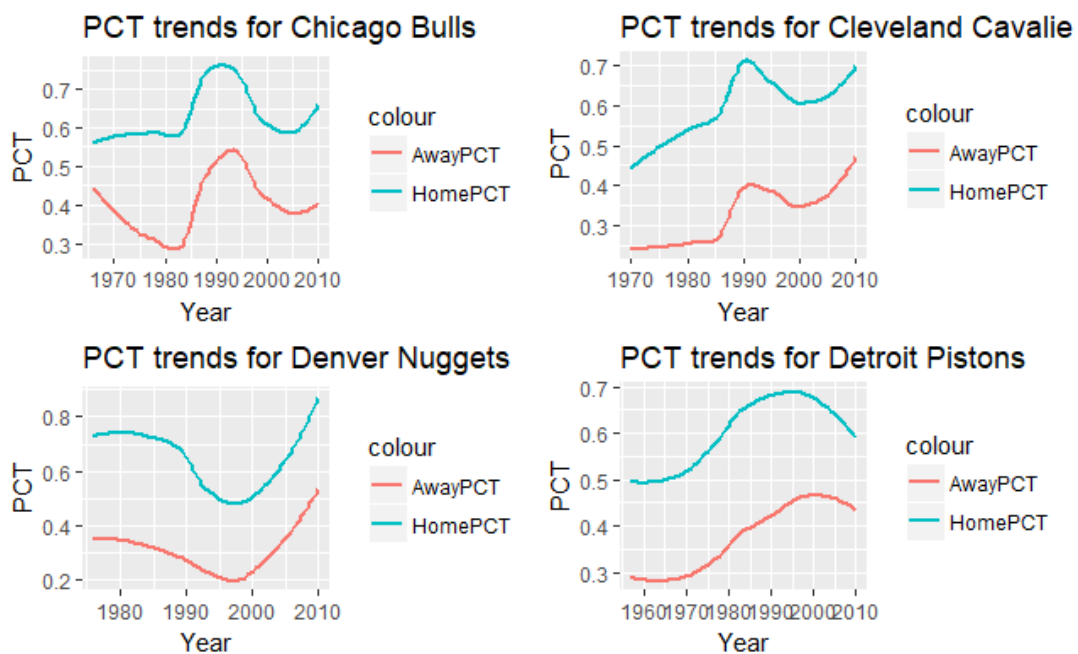 PCT trends for Chicago Bulls
0.7
0.6
0.5
0.4
0.3
PCT
1970 1980 1990 2000 2010
Year
colour
AwayPCT
HomePCT
PCT trends for Cleveland Cavalie
0.7
0.6
0.5
0.4
0.3
PCT
1970 1980 1990 2000 2010
Year
colour
AwayPCT
HomePCT
PCT trends for Denver Nuggets
0.8
0.6
0.4
0.2
PCT
1980 1990 2000 2010
Year
colour
AwayPCT
HomePCT
PCT trends for Detroit Pistons
0.7
0.6
0.5
0.4
0.3
PCT
1960 1970 1980 1990 2000 2010
Year
colour
AwayPCT
HomePCT